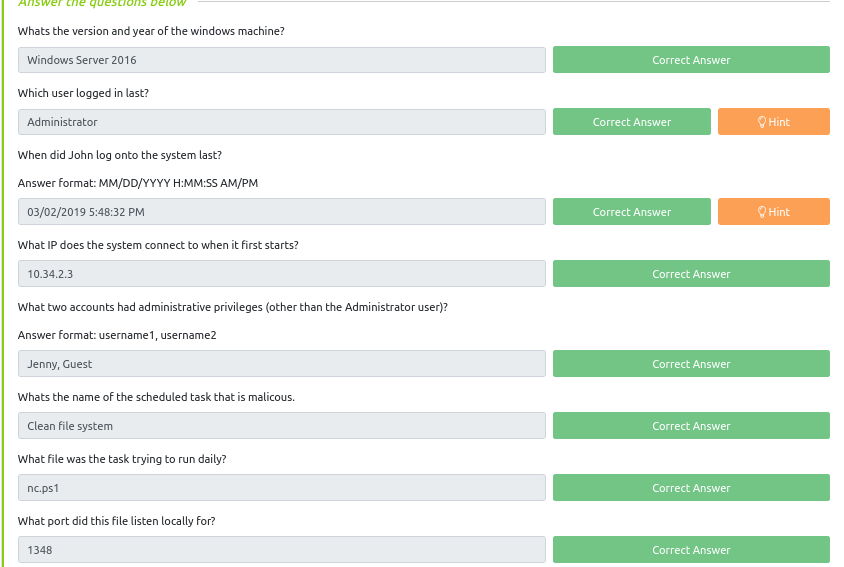 Answer the questions below
Whats the version and year of the windows machine?
Windows Server 2016
Correct Answer
Which user logged in last?
Administrator
Correct Answer
Hint
When did John log onto the system last?
Answer format: MM/DD/YYYY H:MM:SS AM/PM
03/02/2019 5:48:32 PM
Correct Answer
Hint
What IP does the system connect to when it first starts?
10.34.2.3
Correct Answer
What two accounts had administrative privileges (other than the Administrator user)?
Answer format: username1, username2
Jenny, Guest
Correct Answer
Whats the name of the scheduled task that is malicous.
Clean file system
Correct Answer
What file was the task trying to run daily?
nc.ps1
Correct Answer
What port did this file listen locally for?
1348
Correct Answer